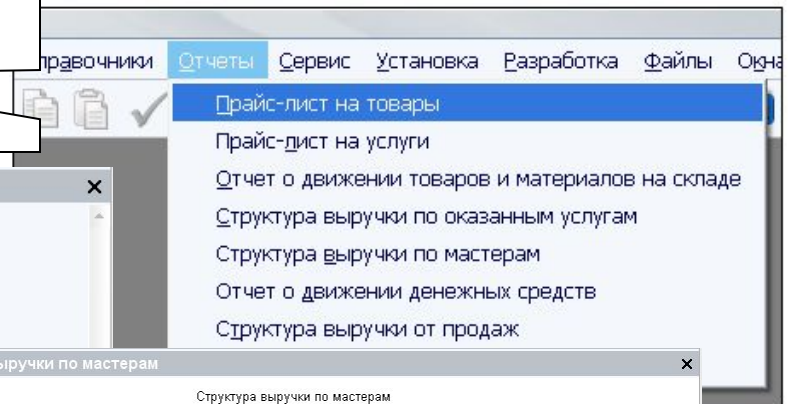 правочники Отчеты Сервис Установка Разработка Файлы Окна
Прайс-лист на товары
Прайс-лист на услуги
Отчет о движении товаров и материалов на складе
Структура выручки по оказанным услугам
Структура выручки по мастерам
Отчет о движении денежных средств
Структура выручки от продаж
ыручки по мастерам
Структура выручки по мастерам